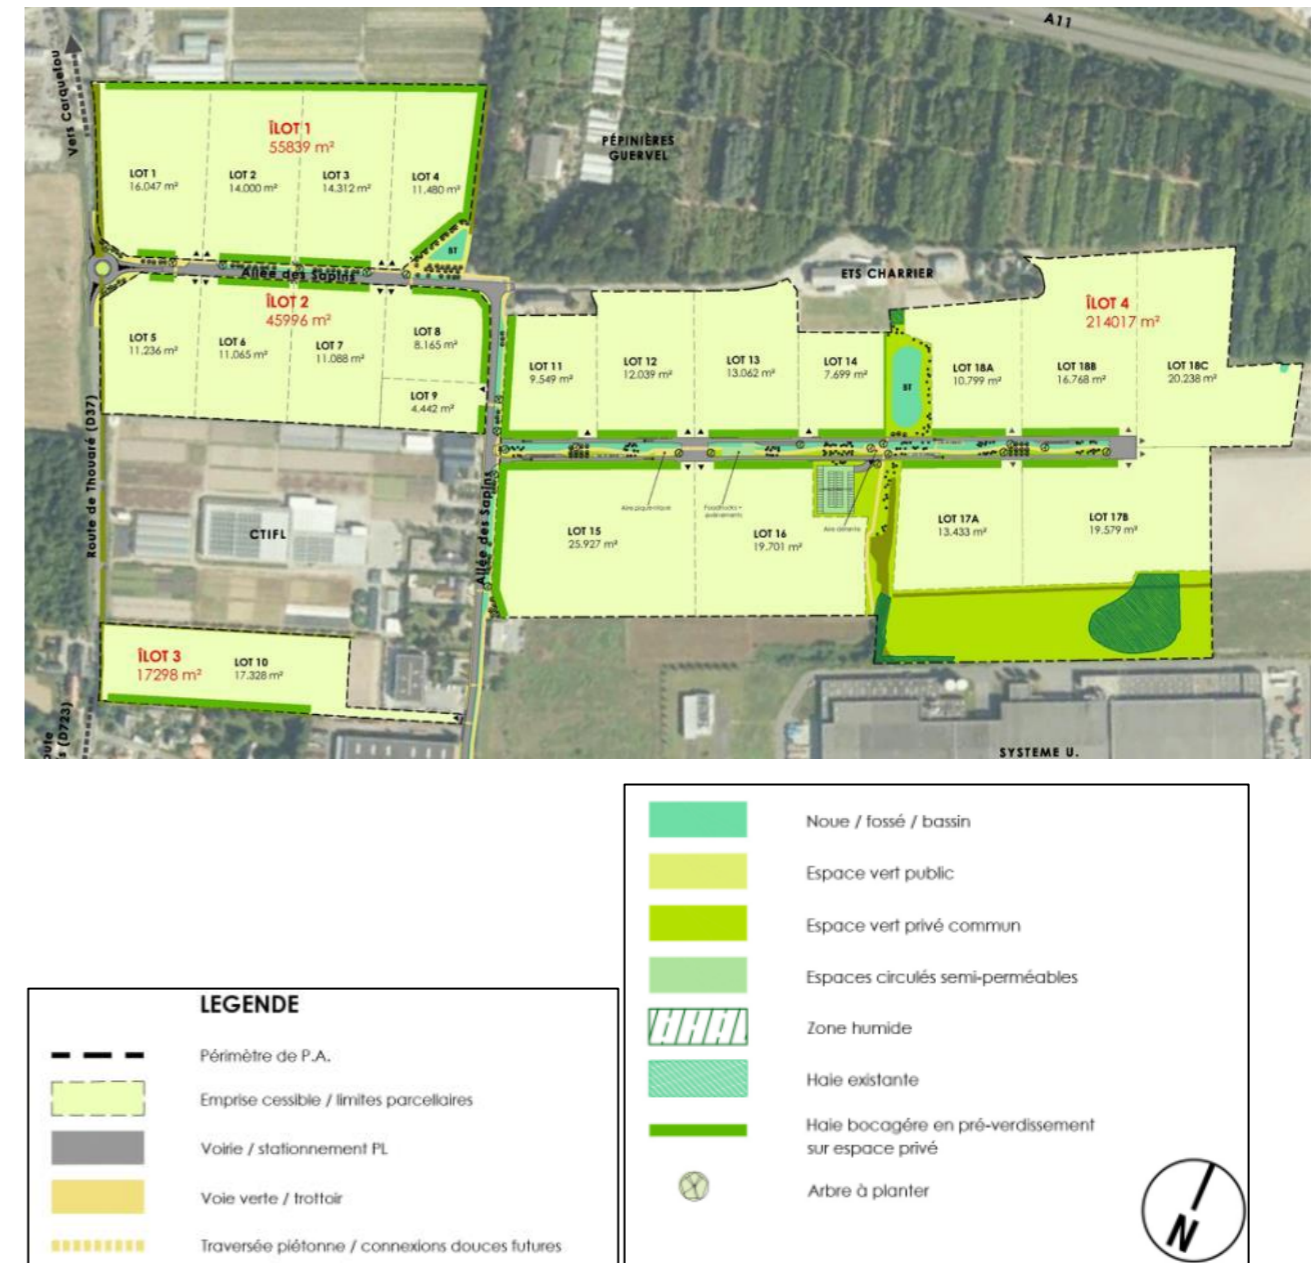 A11
Vers Carquefou
ÎLOT 1
55839 m²
PÉPINIÈRES
GUERVEL
LOT 1
16.047 m²
LOT 2
14.000 m²
LOT 3
14.312 m²
LOT 4
11.480 m²
BT
Allée des Sapins
ETS CHARRIER
ÎLOT 2
45996 m²
ÎLOT 4
214017 m²
LOT 5
11.236 m²
LOT 6
11.065 m²
LOT 7
11.088 m²
LOT 8
8.165 m²
LOT 9
4.442 m²
LOT 11
9.549 m²
LOT 12
12.039 m²
LOT 13
13.062 m²
LOT 14
7.699 m²
BT
LOT 18A
10.799 m²
LOT 18B
16.768 m²
LOT 18C
20.238 m²
Route de Thouaré (D37)
CTIFL
Allée des Sapins
Aire pique-nique
Foodtrucks +
évènements
Aire détente
LOT 15
25.927 m²
LOT 16
19.701 m²
LOT 17A
13.433 m²
LOT 17B
19.579 m²
ÎLOT 3
17298 m²
LOT 10
17.328 m²
(D723)
SYSTEME U.
LEGENDE
Périmètre de P.A.
Emprise cessible / limites parcellaires
Voirie / stationnement PL
Voie verte / trottoir
Traversée piétonne / connexions douces futures
Noue / fossé / bassin
Espace vert public
Espace vert privé commun
Espaces circulés semi-perméables
Zone humide
Haie existante
Haie bocagére en pré-verdissement
sur espace privé
Arbre à planter
N